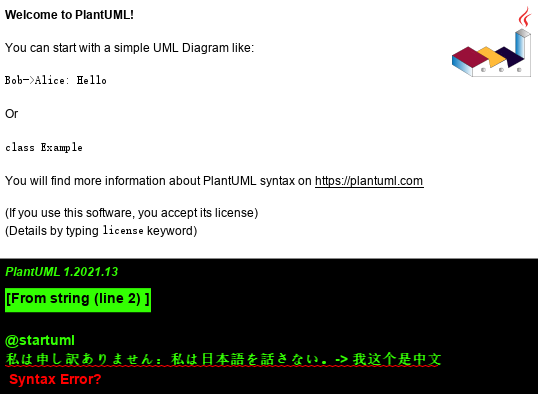 Welcome to PlantUML!
You can start with a simple UML Diagram like:
Bob->Alice: Hello
Or
class Example
You will find more information about PlantUML syntax on https://plantuml.com
(If you use this software, you accept its license)
(Details by typing license keyword)
PlantUML 1.2021.13
[From string (line 2) ]
@startuml
私は申し訳ありません：私は日本語を話さない。-> 我这个是中文
Syntax Error?